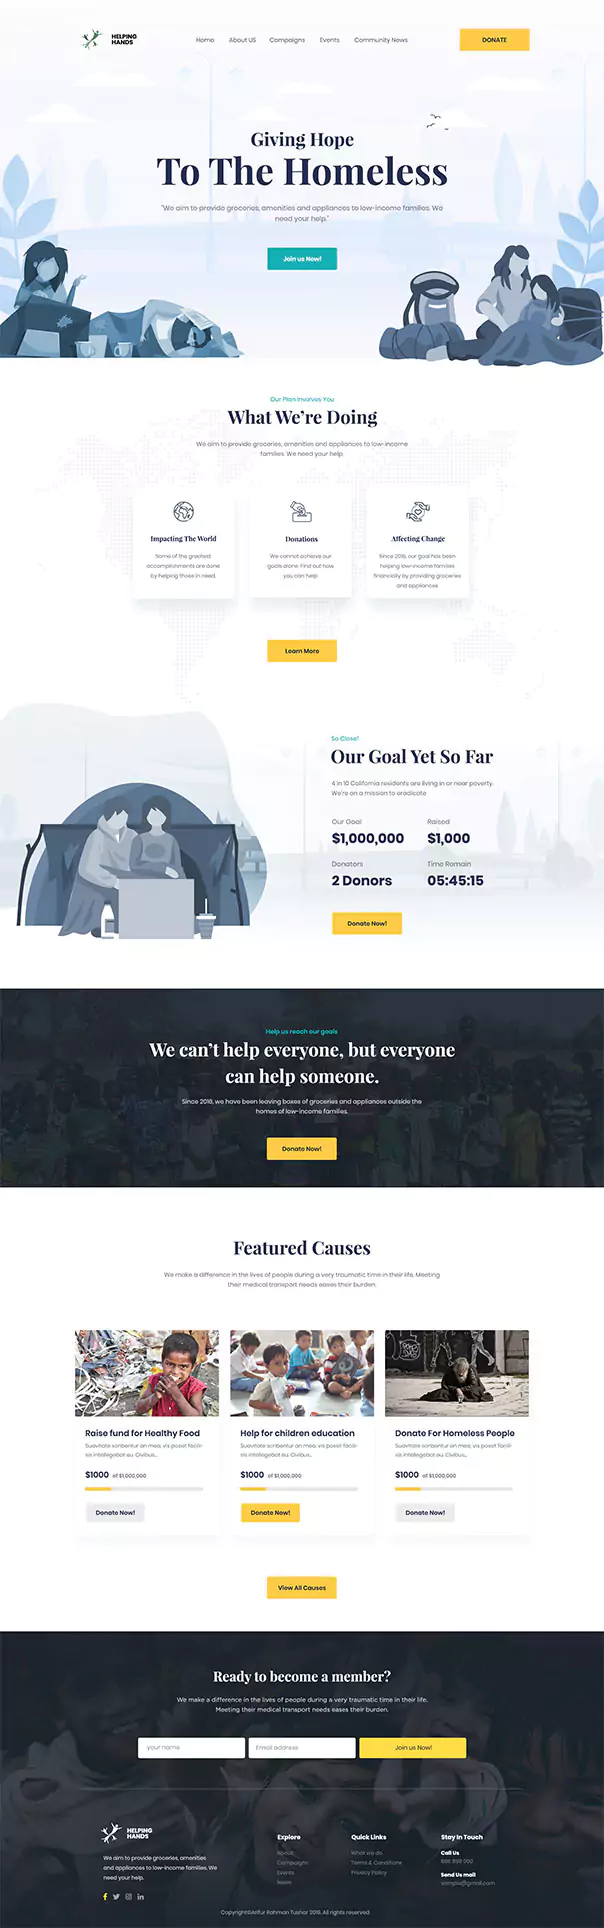 HELPING
HANDS
Home
About US
Campaigns
Events
Community News
DONATE
Giving Hope
To The Homeless
"We aim to provide groceries, amenities and appliances to low-income families. We
need your help."
Join us Now!
Our Plan Involves You
What We're Doing
We aim to provide groceries, amenities and appliances to low-income
families. We need your help.
Impacting The World
Some of the greatest
accomplishments are done
by helping those in need.
Donations
We cannot achieve our
goals alone. Find out how
you can help
Affecting Change
Since 2018, our goal has been
helping low-income families
financially by providing groceries
and appliances
Learn More
So Close!
Our Goal Yet So Far
4 in 10 California residents are living in or near poverty.
We're on a mission to eradicate
Our Goal
Raised
$1,000,000
$1,000
Donators
Time Remain
2 Donors
05:45:15
Donate Now!
Help us reach our goals
We can't help everyone, but everyone
can help someone.
Since 2018, we have been leaving boxes of groceries and appliances outside the
homes of low-income families.
Donate Now!
Featured Causes
We make a difference in the lives of people during a very traumatic time in their life. Meeting
their medical transport needs eases their burden.
Raise fund for Healthy Food
Suavitate scribentur an mea, vis posset facili-
sis intellegebat eu. Civibus...
$1000 of $1,000,000
Donate Now!
Help for children education
Suavitate scribentur an mea, vis posset facili-
sis intellegebat eu. Civibus...
$1000 of $1,000,000
Donate Now!
Donate For Homeless People
Suavitate scribentur an mea, vis posset facili-
sis intellegebat eu. Civibus...
$1000 of $1,000,000
Donate Now!
View All Causes
Ready to become a member?
We make a difference in the lives of people during a very traumatic time in their life.
Meeting their medical transport needs eases their burden.
your name
Email address
Join us Now!
HELPING
HANDS
We aim to provide groceries, amenities
and appliances to low-income families. We
need your help.
Explore
About
Campaigns
Events
News
Quick Links
What we do
Terms & Conditions
Privacy Policy
Stay In Touch
Call Us
Send Us mail
Copyright©Arifur Rahman Tushar 2018. All rights reserved.